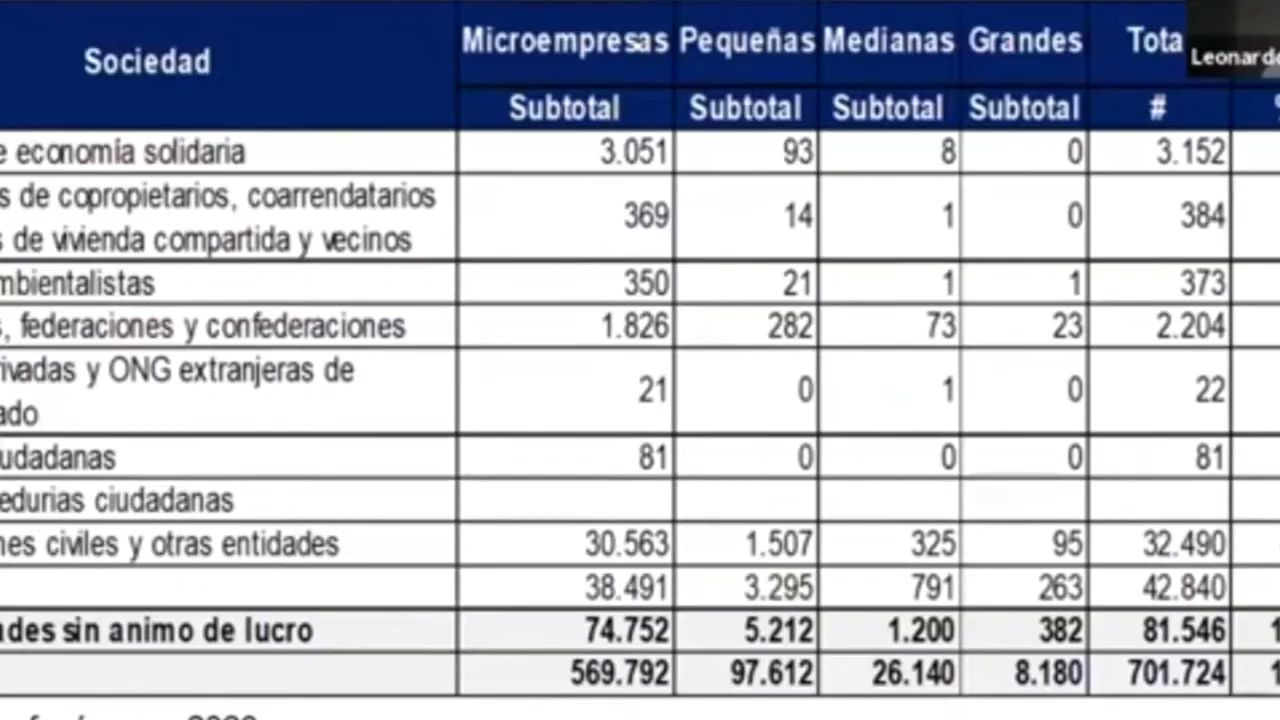 Sociedad Microempresas Pequeñas Medianas Grandes Tota Leonardo
Subtotal Subtotal Subtotal Subtotal #
e economía solidaria 3.051 93 8 0 3.152
s de copropietarios, coarrendatarios
s de vivienda compartida y vecinos 369 14 1 0 384
mbientalistas 350 21 1 1 373
s, federaciones y confederaciones 1.826 282 73 23 2.204
rivadas y ONG extranjeras de
ado 21 0 1 0 22
udadanas 81 0 0 0 81
edurias ciudadanas
nes civiles y otras entidades 30.563 1.507 325 95 32.490
38.491 3.295 791 263 42.840
ades sin animo de lucro 74.752 5.212 1.200 382 81.546 1
569.792 97.612 26.140 8.180 701.724 1